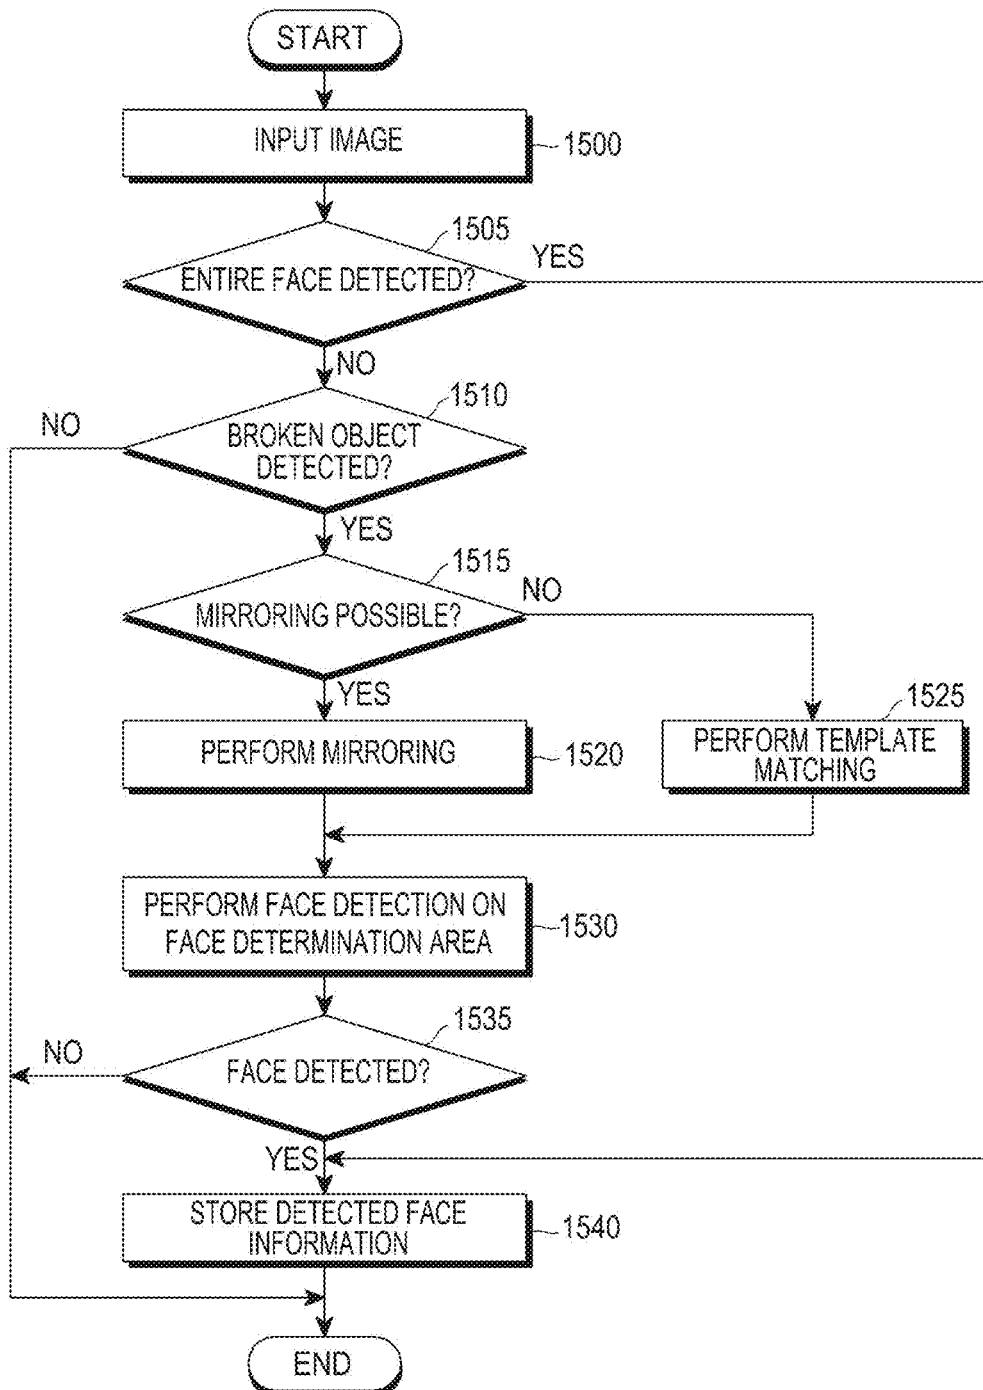 START
INPUT IMAGE
1500
1505
YES
ENTIRE FACE DETECTED?
NO
1510
NO
BROKEN OBJECT
DETECTED?
YES
1515
NO
MIRRORING POSSIBLE?
YES
1525
PERFORM MIRRORING
1520
PERFORM TEMPLATE
MATCHING
PERFORM FACE DETECTION ON
FACE DETERMINATION AREA
1530
1535
NO
FACE DETECTED?
YES
STORE DETECTED FACE
INFORMATION
1540
END